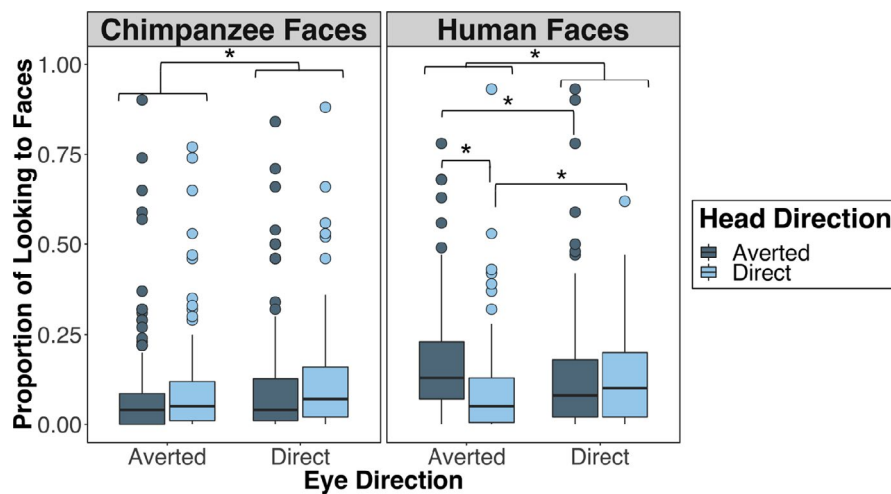 Chimpanzee Faces
Human Faces
Proportion of Looking to Faces
1.00
0.75
0.50
0.25
0.00
*
*
*
*
*
Averted
Direct
Averted
Direct
Eye Direction
Head Direction
Averted
Direct